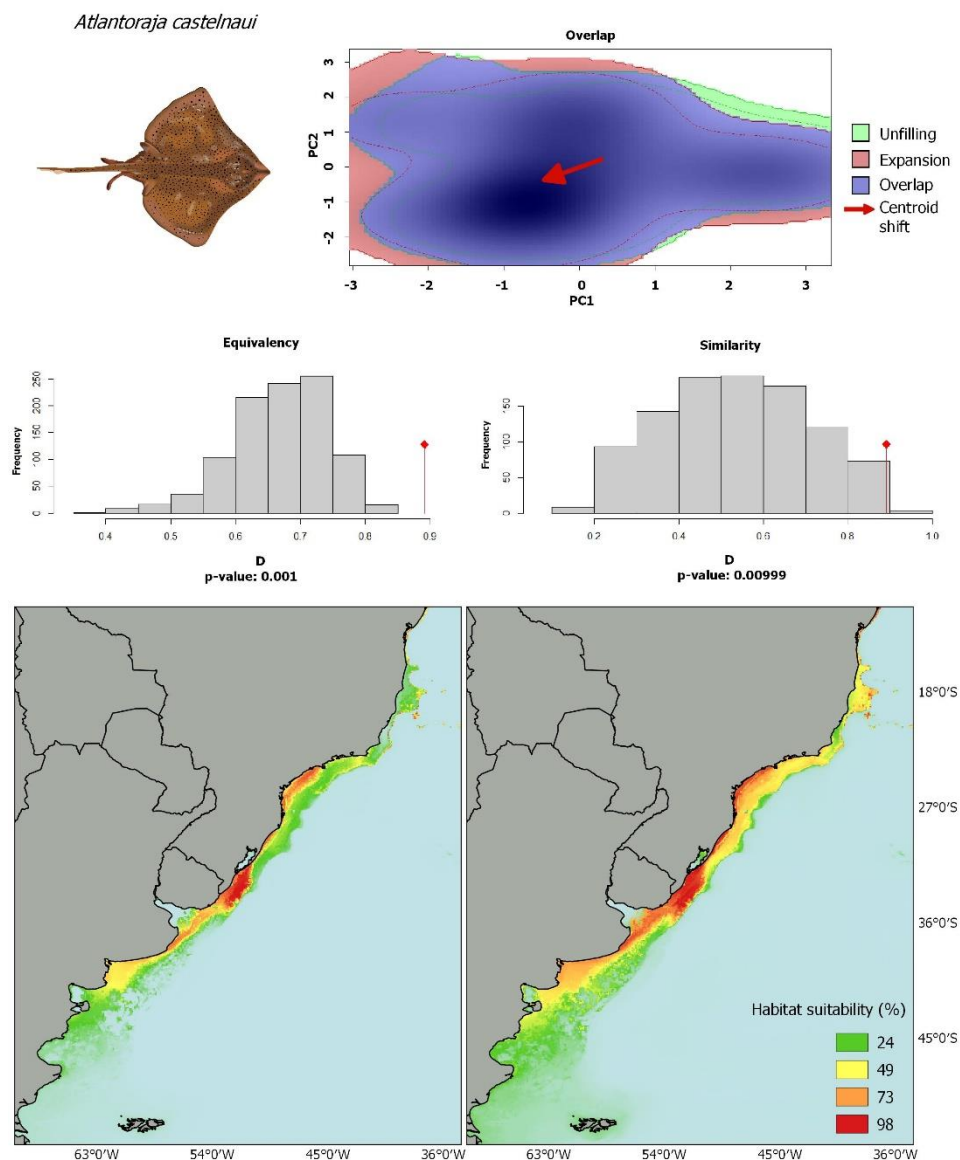 Atlantoraja castelnaui
Overlap
PC2
3
2
1
0
-1
-2
-3
-2
-1
0
1
2
3
PC1
Unfilling
Expansion
Overlap
Centroid
shift
Equivalency
Frequency
250
200
150
100
50
0
0.4
0.5
0.6
0.7
0.8
0.9
D
p-value: 0.001
Similarity
Frequency
150
100
50
0
0.2
0.4
0.6
0.8
1.0
D
p-value: 0.00999
18°0'S
27°0'S
36°0'S
45°0'S
Habitat suitability (%)
24
49
73
98
63°0'W
54°0'W
45°0'W
36°0'W
63°0'W
54°0'W
45°0'W
36°0'W